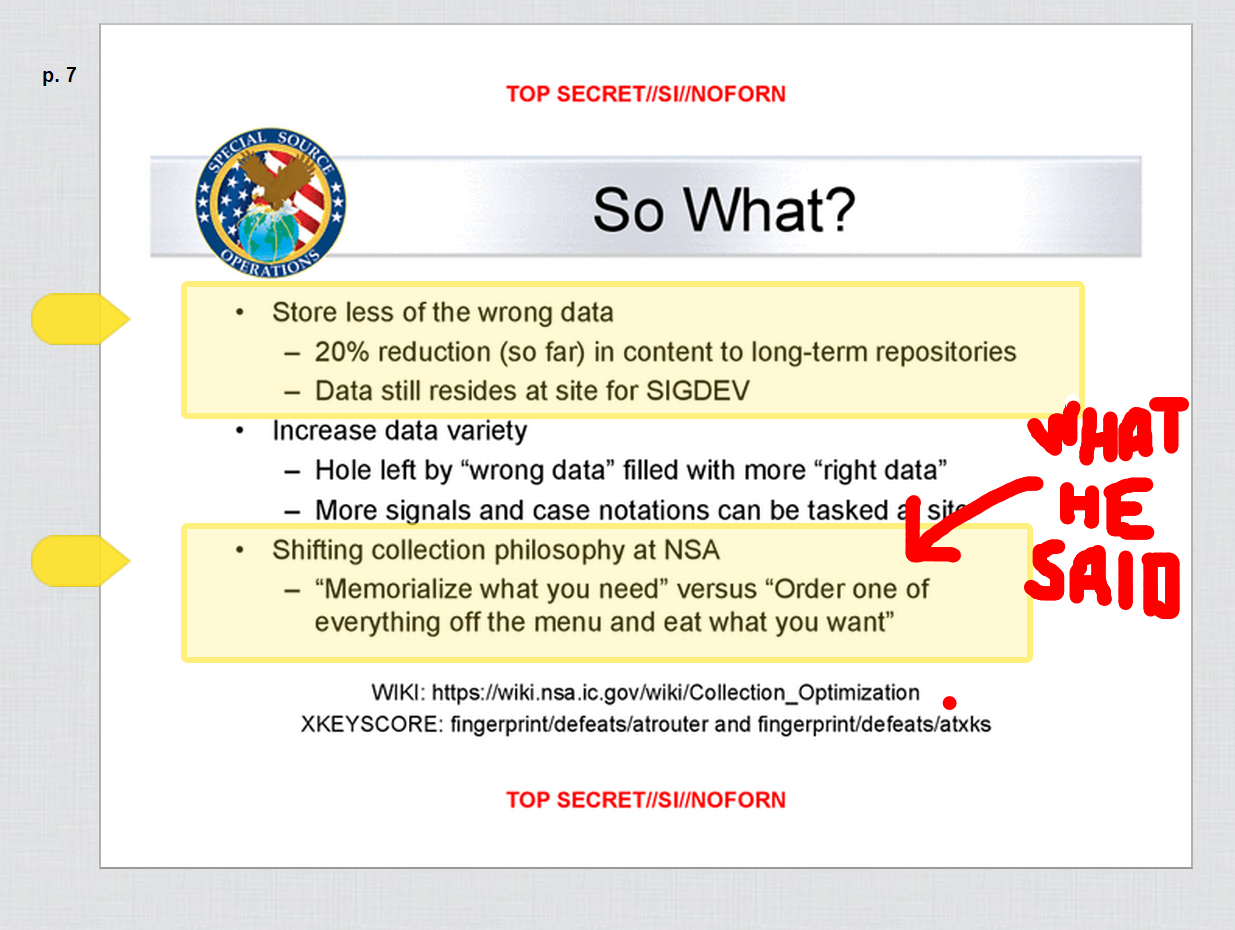 p. 7
TOP SECRET//SI//NOFORN
SPECIAL SOURCE
OPERATIONS
So What?
• Store less of the wrong data
– 20% reduction (so far) in content to long-term repositories
– Data still resides at site for SIGDEV
• Increase data variety
– Hole left by “wrong data” filled with more “right data”
– More signals and case notations can be tasked at site
• Shifting collection philosophy at NSA
– “Memorialize what you need” versus “Order one of
everything off the menu and eat what you want”
WHAT
HE
SAID
WIKI: https://wiki.nsa.ic.gov/wiki/Collection_Optimization
XKEYSCORE: fingerprint/defeats/atrouter and fingerprint/defeats/atxks
TOP SECRET//SI//NOFORN